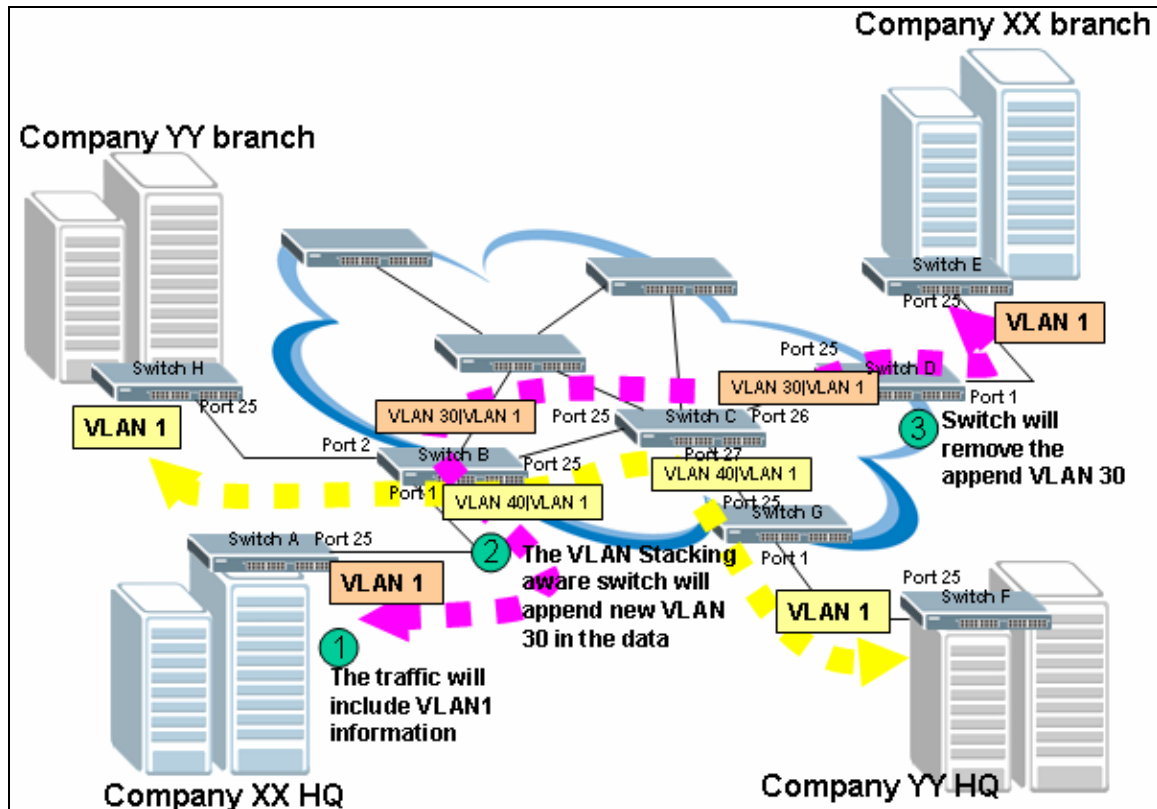 Company XX branch
Company YY branch
Switch E
Port 25
VLAN 1
Switch H
Port 25
VLAN 1
Port 25
Switch D
VLAN 30|VLAN 1
Port 1
VLAN 30|VLAN 1
Port 25
Switch C
Port 26
3
Switch will
remove the
append VLAN 30
Port 2
Switch B
Port 25
Port 27
VLAN 40|VLAN 1
Port 1
VLAN 40|VLAN 1
Port 25
Switch G
Port 1
Switch A
Port 25
VLAN 1
2
The VLAN Stacking
aware switch will
append new VLAN
30 in the data
Port 25
VLAN 1
Switch F
1
The traffic will
include VLAN1
information
Company XX HQ
Company YY HQ